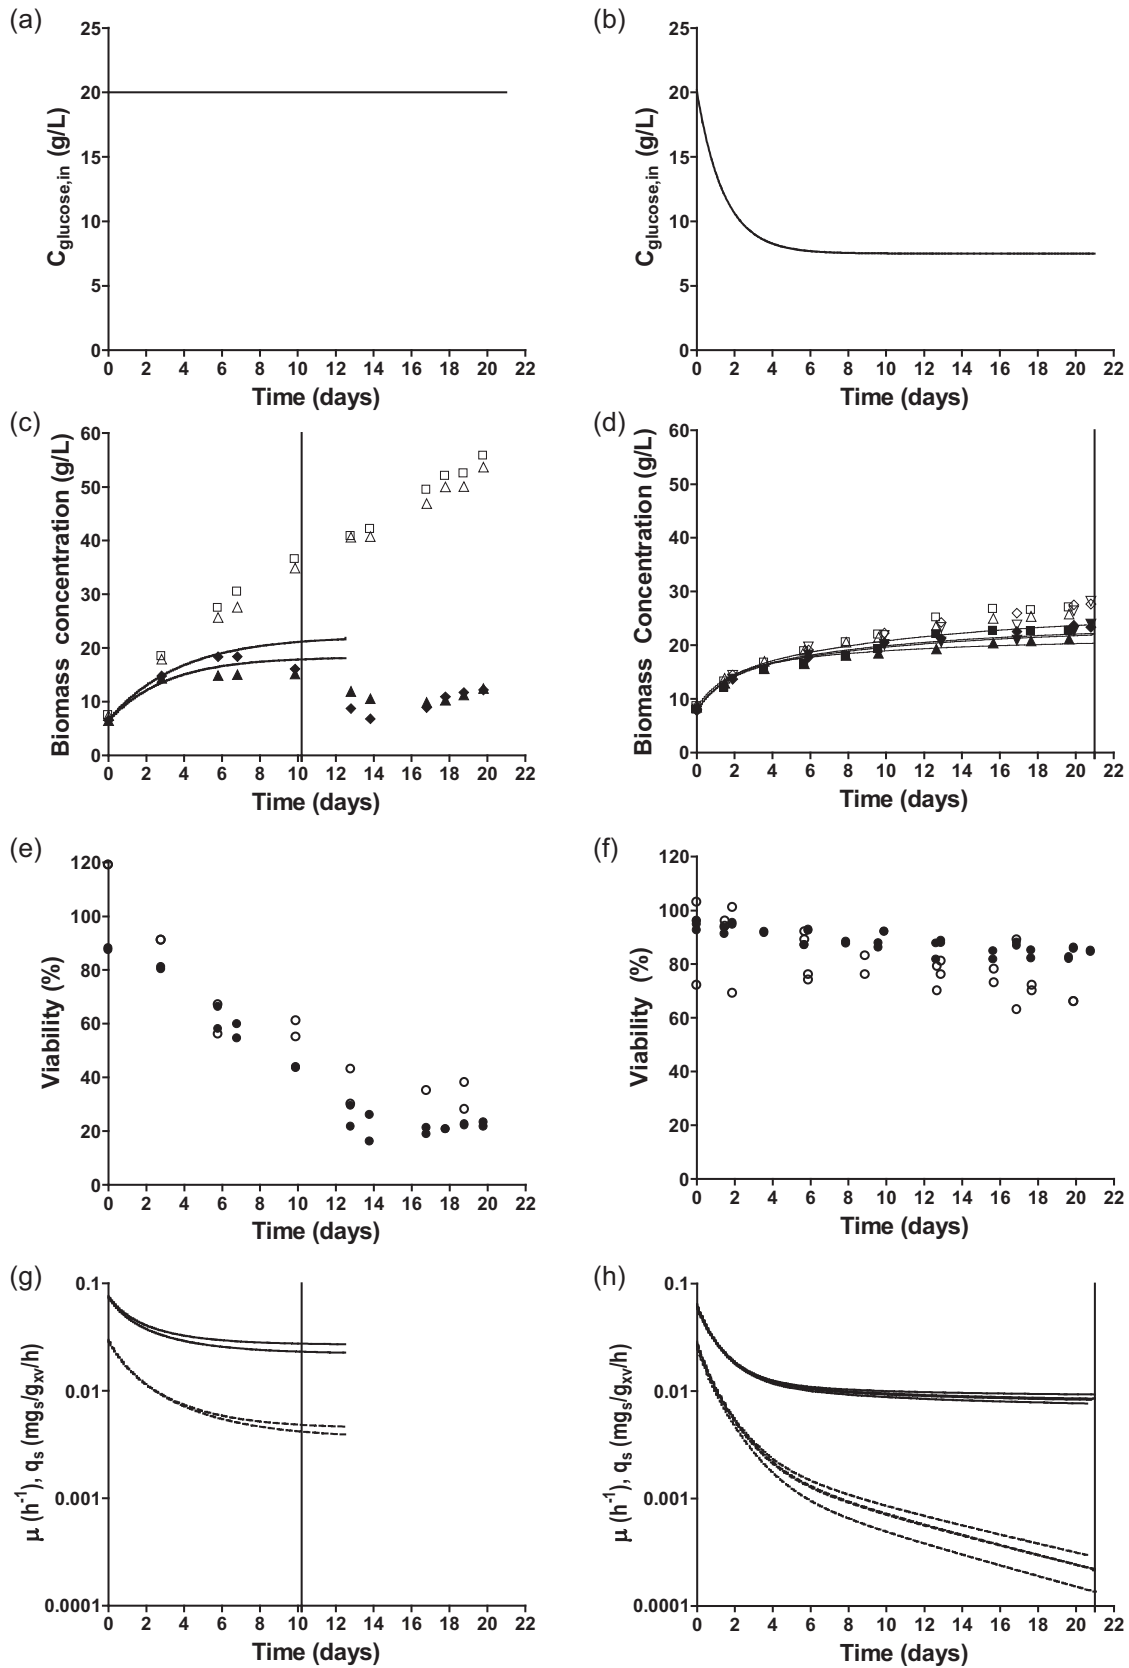 (a)
25
20
15
10
5
0
C_glucose,in (g/L)
0 2 4 6 8 10 12 14 16 18 20 22
Time (days)
(b)
25
20
15
10
5
0
C_glucose,in (g/L)
0 2 4 6 8 10 12 14 16 18 20 22
Time (days)
(c)
60
50
40
30
20
10
0
Biomass concentration (g/L)
0 2 4 6 8 10 12 14 16 18 20 22
Time (days)
(d)
60
50
40
30
20
10
0
Biomass Concentration (g/L)
0 2 4 6 8 10 12 14 16 18 20 22
Time (days)
(e)
120
100
80
60
40
20
0
Viability (%)
0 2 4 6 8 10 12 14 16 18 20 22
Time (days)
(f)
120
100
80
60
40
20
0
Viability (%)
0 2 4 6 8 10 12 14 16 18 20 22
Time (days)
(g)
0.1
0.01
0.001
0.0001
μ (h⁻¹), q_s (mg_s/g_xv/h)
0 2 4 6 8 10 12 14 16 18 20 22
Time (days)
(h)
0.1
0.01
0.001
0.0001
μ (h⁻¹), q_s (mg_s/g_xv/h)
0 2 4 6 8 10 12 14 16 18 20 22
Time (days)